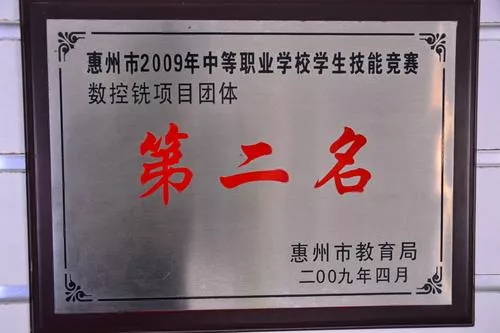 惠州市2009年中等职业学校学生技能竞赛
数控铣项目团体
第二名
惠州市教育局
二00九年四月